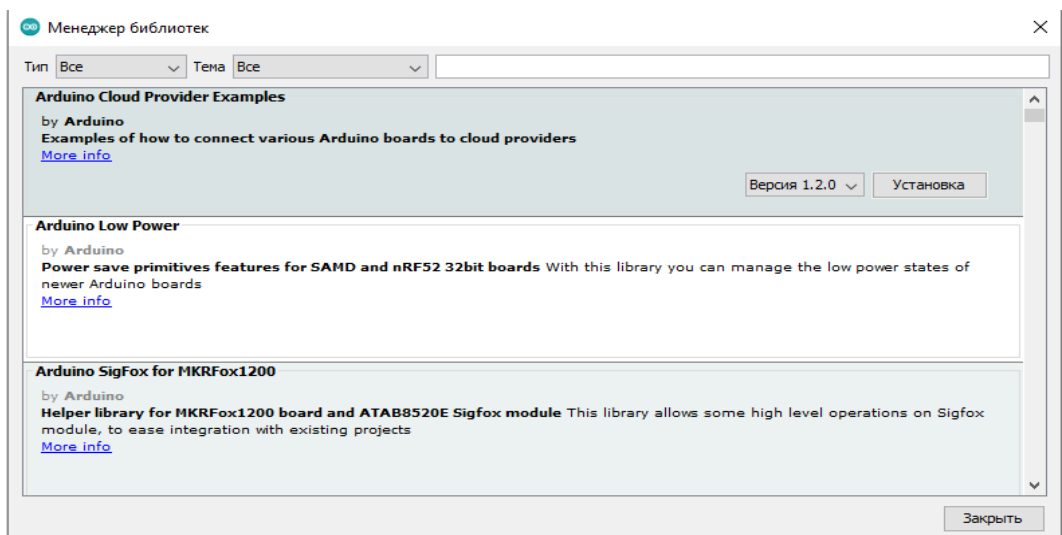 Менеджер библиотек
Тип Все Тема Все
Arduino Cloud Provider Examples
by Arduino
Examples of how to connect various Arduino boards to cloud providers
More info
Версия 1.2.0 Установка
Arduino Low Power
by Arduino
Power save primitives features for SAMD and nRF52 32bit boards With this library you can manage the low power states of
newer Arduino boards
More info
Arduino SigFox for MKRFox1200
by Arduino
Helper library for MKRFox1200 board and ATAB8520E Sigfox module This library allows some high level operations on Sigfox
module, to ease integration with existing projects
More info
Закрыть